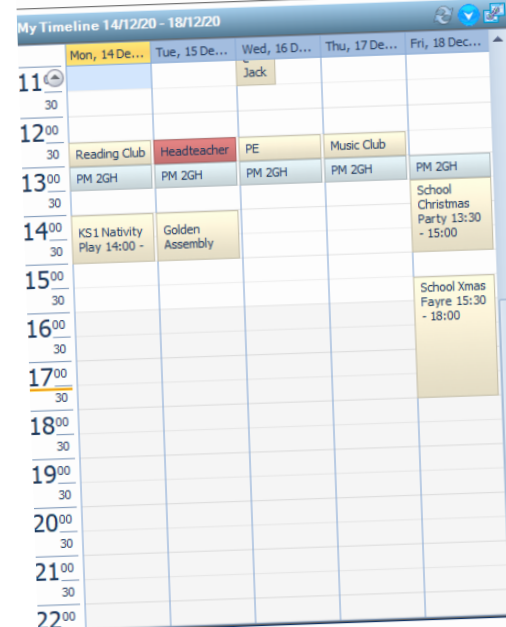 My Timeline 14/12/20 - 18/12/20
Mon, 14 De... Tue, 15 De... Wed, 16 D... Thu, 17 De... Fri, 18 Dec...
Jack
11
30
12 00
30
Reading Club Headteacher PE Music Club
13 00
PM 2GH PM 2GH PM 2GH PM 2GH PM 2GH
30
School
Christmas
Party 13:30
- 15:00
14 00
KS1 Nativity
Play 14:00 -
Golden
Assembly
30
15 00
30
School Xmas
Fayre 15:30
- 18:00
16 00
30
17 00
30
18 00
30
19 00
30
20 00
30
21 00
30
22 00